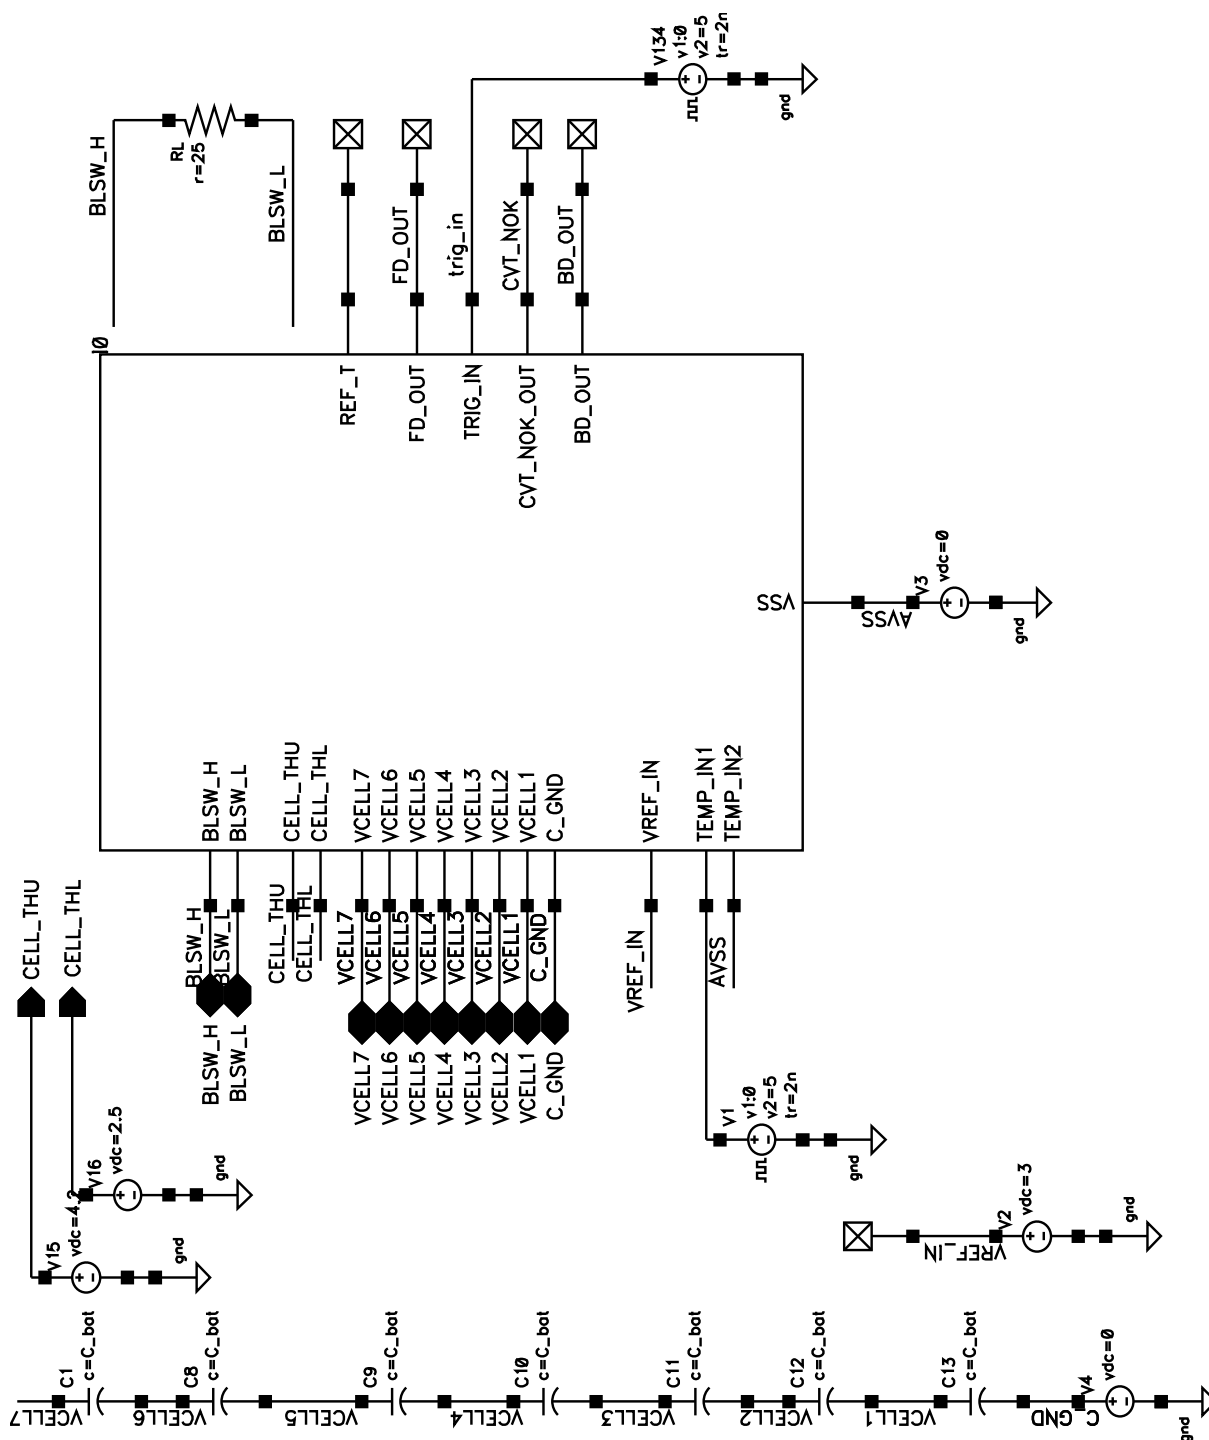 V134
v1:0
v2=5
tr=2n
gnd
BLSW_H
RL
r=25
BLSW_L
FD_OUT
trig_in
CVT_NOK
BD_OUT
I0
REF_T
FD_OUT
TRIG_IN
CVT_NOK_OUT
BD_OUT
VSS
AVSS
V3
vdc=0
gnd
BLSW_H
BLSW_L
CELL_THU
CELL_THL
VCELL7
VCELL6
VCELL5
VCELL4
VCELL3
VCELL2
VCELL1
C_GND
VREF_IN
TEMP_IN1
TEMP_IN2
CELL_THU
CELL_THL
BLSW_H
BLSW_L
CELL_THU
CELL_THL
VCELL7
VCELL6
VCELL5
VCELL4
VCELL3
VCELL2
VCELL1
C_GND
VREF_IN
AVSS
BLSW_H
BLSW_L
VCELL7
VCELL6
VCELL5
VCELL4
VCELL3
VCELL2
VCELL1
C_GND
V1
v1:0
v2=5
tr=2n
gnd
V16
vdc=2.5
gnd
V15
vdc=4.2
gnd
VREF_IN
V2
vdc=3
gnd
VCELL7
C1
c=C_bat
VCELL6
C8
c=C_bat
VCELL5
C9
c=C_bat
VCELL4
C10
c=C_bat
VCELL3
C11
c=C_bat
VCELL2
C12
c=C_bat
VCELL1
C13
c=C_bat
C_GND
V4
vdc=0
gnd